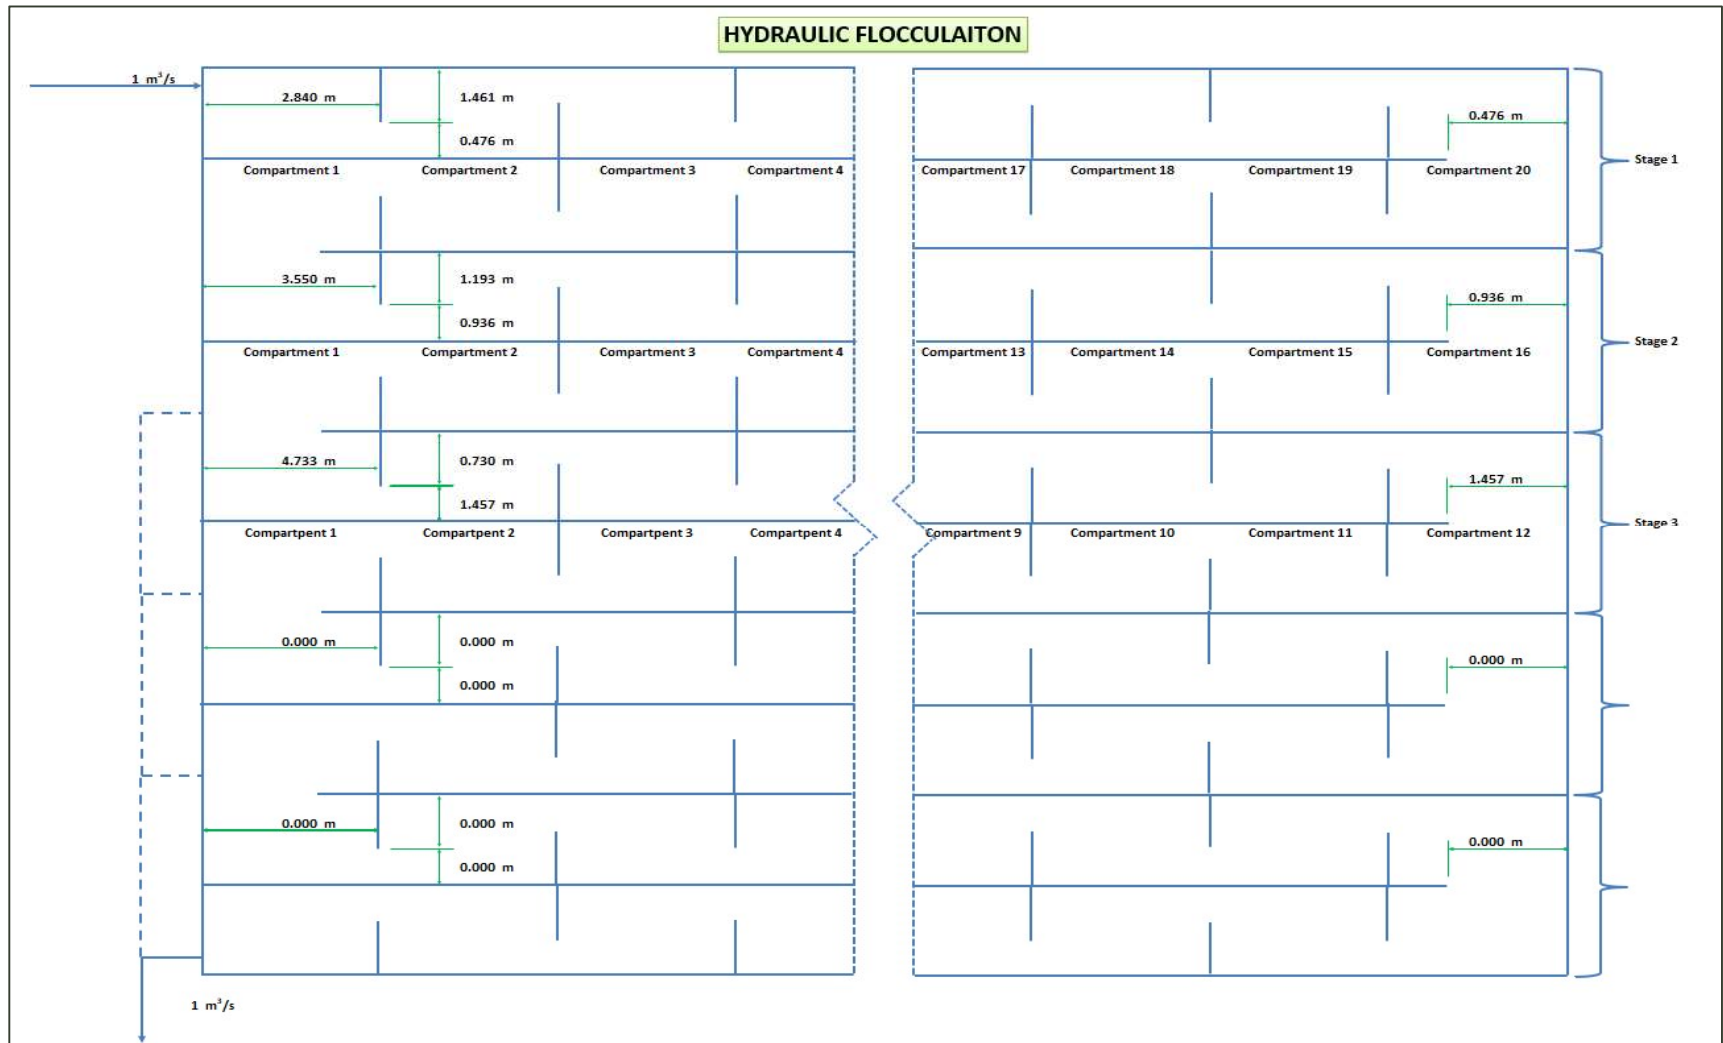 HYDRAULIC FLOCCULAITON
1 m³/s
2.840 m
1.461 m
0.476 m
0.476 m
Compartment 1 Compartment 2 Compartment 3 Compartment 4 Compartment 17 Compartment 18 Compartment 19 Compartment 20
Stage 1
3.550 m
1.193 m
0.936 m
0.936 m
Compartment 1 Compartment 2 Compartment 3 Compartment 4 Compartment 13 Compartment 14 Compartment 15 Compartment 16
Stage 2
4.733 m
0.730 m
1.457 m
1.457 m
Compartpent 1 Compartpent 2 Compartpent 3 Compartpent 4 Compartment 9 Compartment 10 Compartment 11 Compartment 12
Stage 3
0.000 m
0.000 m
0.000 m
0.000 m
0.000 m
0.000 m
0.000 m
0.000 m
1 m³/s